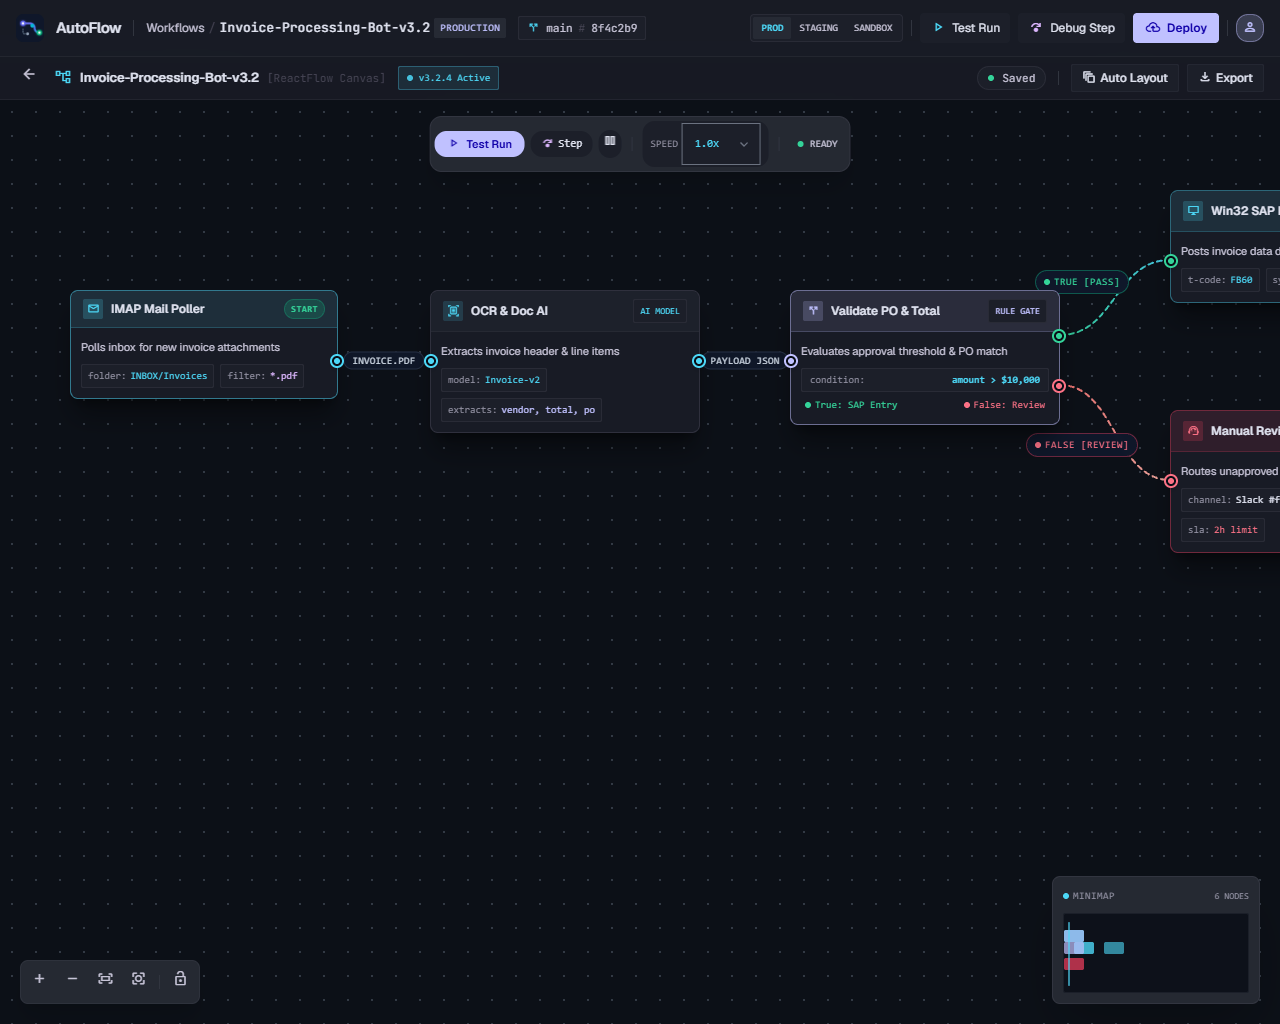 AutoFlow
Workflows / Invoice-Processing-Bot-v3.2 PRODUCTION
main # 8f4c2b9
PROD STAGING SANDBOX
Test Run
Debug Step
Deploy
Invoice-Processing-Bot-v3.2 [ReactFlow Canvas]
v3.2.4 Active
Saved
Auto Layout
Export
Test Run
Step
SPEED 1.0x
READY
IMAP Mail Poller START
Polls inbox for new invoice attachments
folder: INBOX/Invoices filter: *.pdf
INVOICE.PDF
OCR & Doc AI AI MODEL
Extracts invoice header & line items
model: Invoice-v2
extracts: vendor, total, po
PAYLOAD JSON
Validate PO & Total RULE GATE
Evaluates approval threshold & PO match
condition: amount > $10,000
True: SAP Entry False: Review
TRUE [PASS]
FALSE [REVIEW]
Win32 SAP
Posts invoice data d
t-code: FB60 sy
Manual Revi
Routes unapproved
channel: Slack #f
sla: 2h limit
MINIMAP 6 NODES